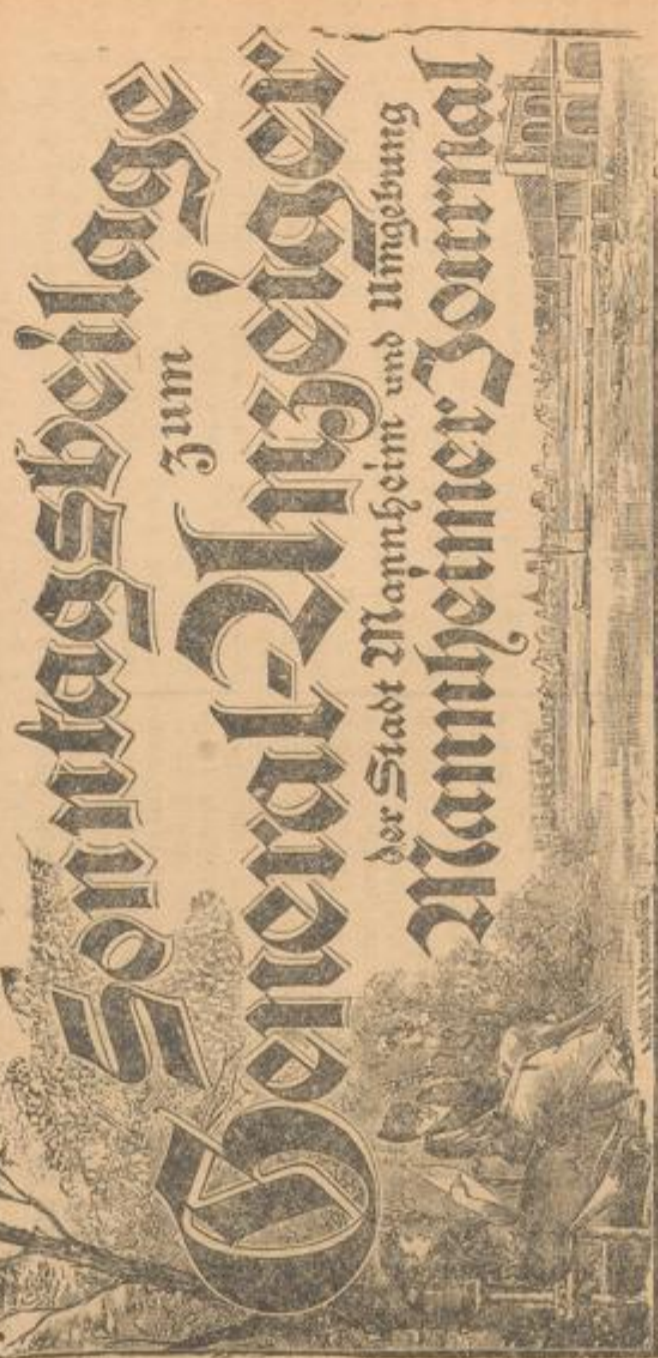 Sonntagsbeilage
zum
General-Anzeiger
der Stadt Mannheim und Umgebung
Mannheimer Journal